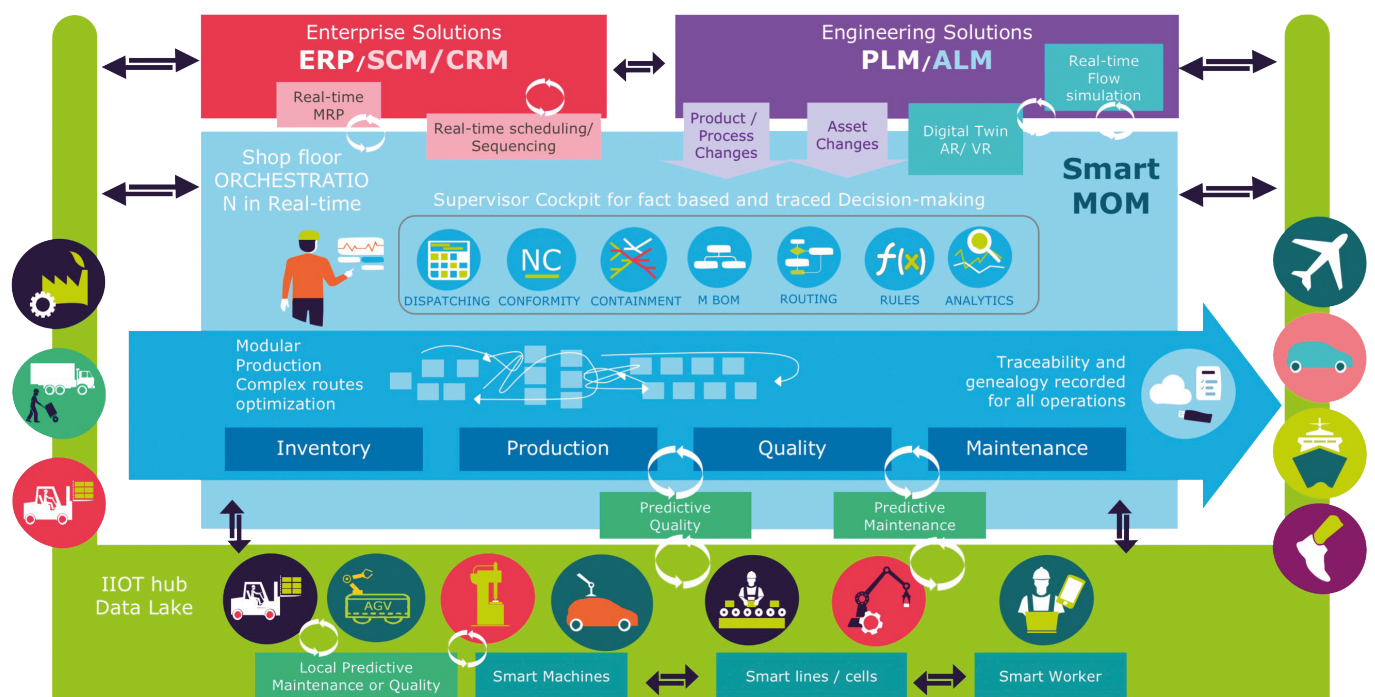 Enterprise Solutions
ERP/SCM/CRM
Real-time
MRP
Real-time scheduling/
Sequencing
Engineering Solutions
PLM/ALM
Real-time
Flow
simulation
Product /
Process
Changes
Asset
Changes
Digital Twin
AR/ VR
Shop floor
ORCHESTRATIO
N in Real-time
Smart
MOM
Supervisor Cockpit for fact based and traced Decision-making
NC
f(x)
DISPATCHING
CONFORMITY
CONTAINMENT
M BOM
ROUTING
RULES
ANALYTICS
Modular
Production
Complex routes
optimization
Traceability and
genealogy recorded
for all operations
Inventory
Production
Quality
Maintenance
Predictive
Quality
Predictive
Maintenance
IIOT hub
Data Lake
AGV
Local Predictive
Maintenance or Quality
Smart Machines
Smart lines / cells
Smart Worker